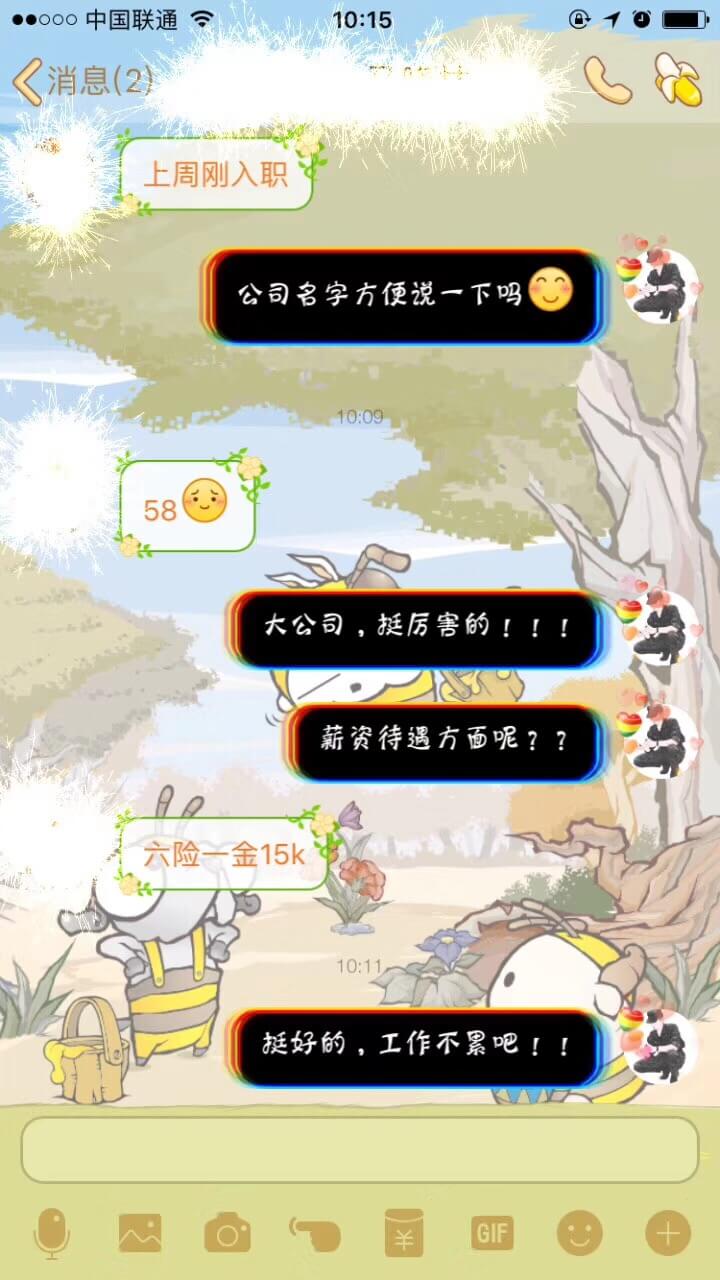 中国联通
10:15
消息(2)
上周刚入职
公司名字方便说一下吗
10:09
58
大公司，挺厉害的！！！
薪资待遇方面呢？？
六险一金15k
10:11
挺好的，工作不累吧！！
GIF